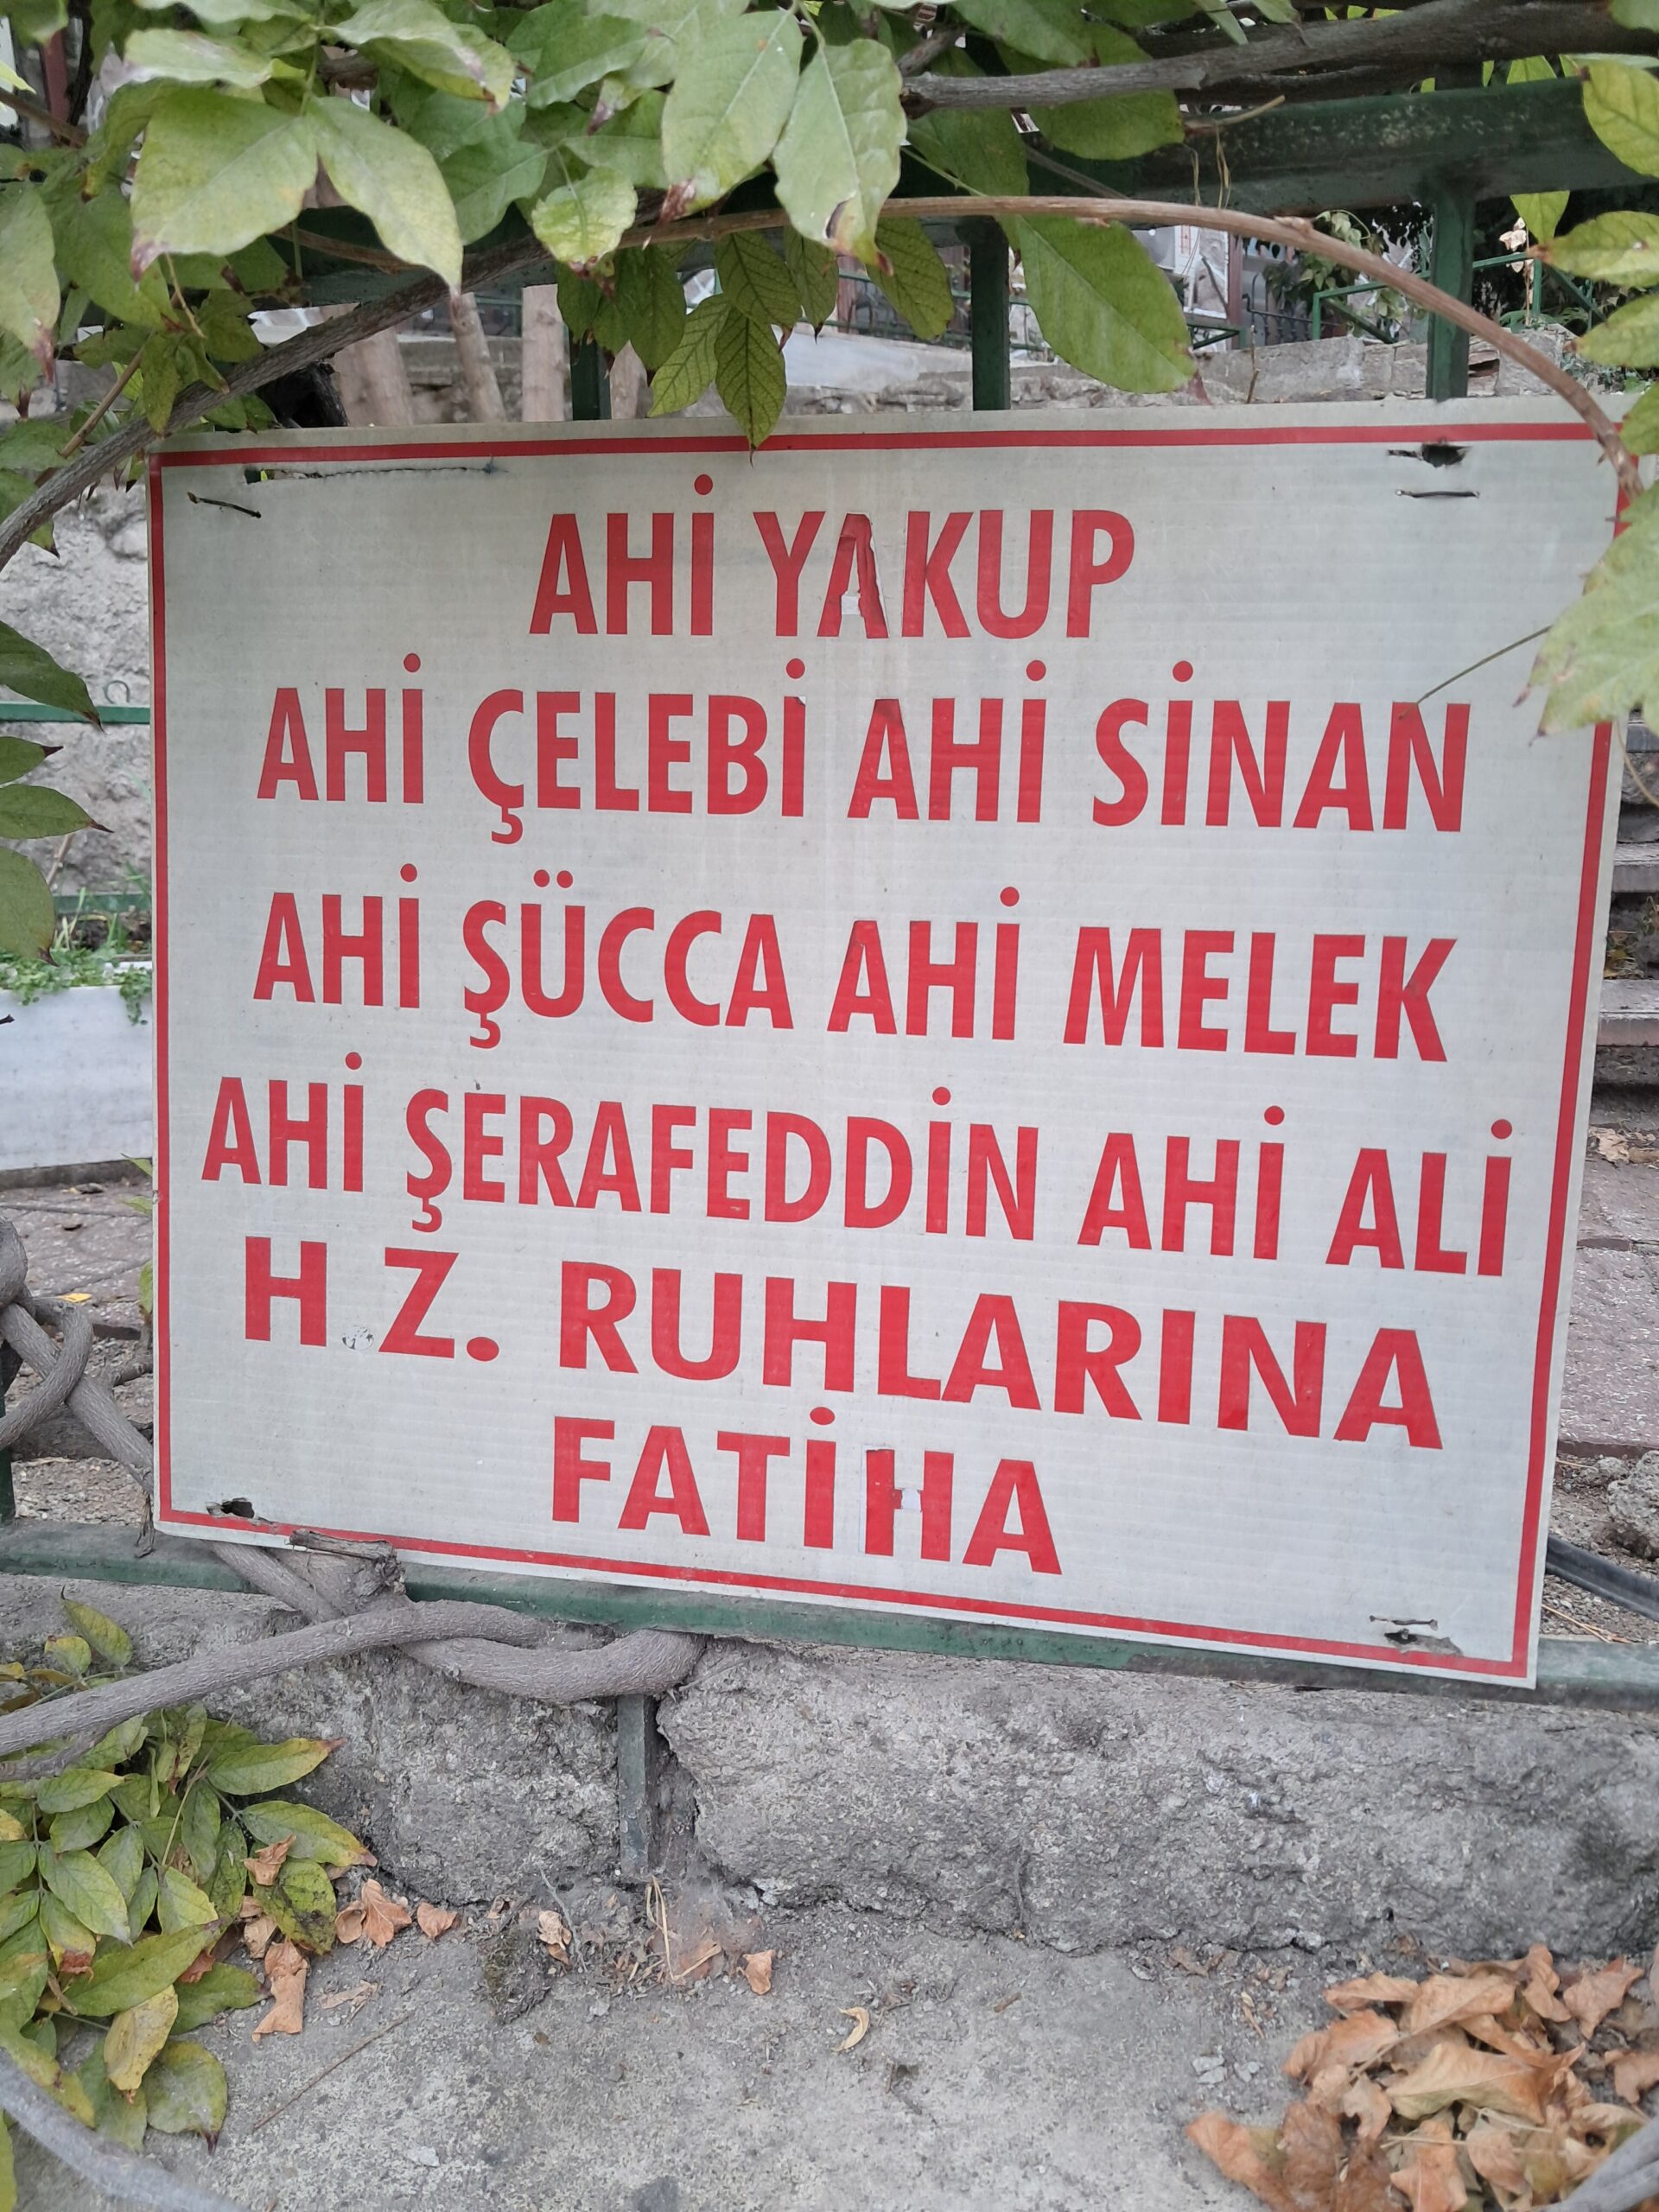 AHİ YAKUP
AHİ ÇELEBİ AHİ SİNAN
AHİ ŞÜCCA AHİ MELEK
AHİ ŞERAFEDDİN AHİ ALİ
H.Z. RUHLARINA
FATİHA